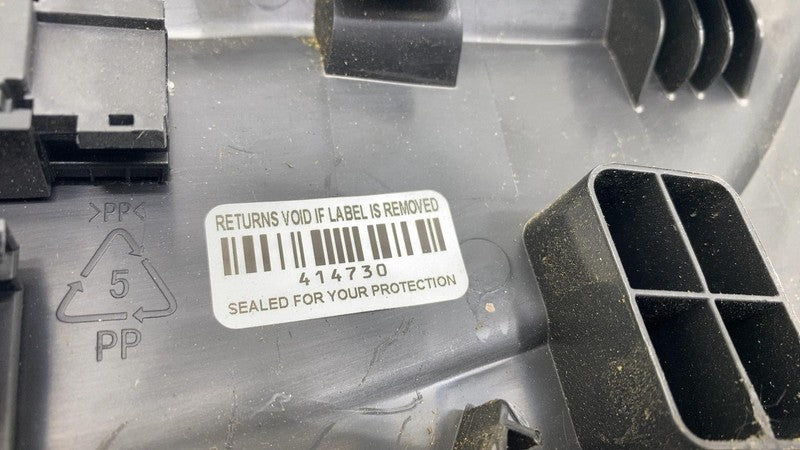 RETURNS VOID IF LABEL IS REMOVED
414730
SEALED FOR YOUR PROTECTION
>PP<
5
PP